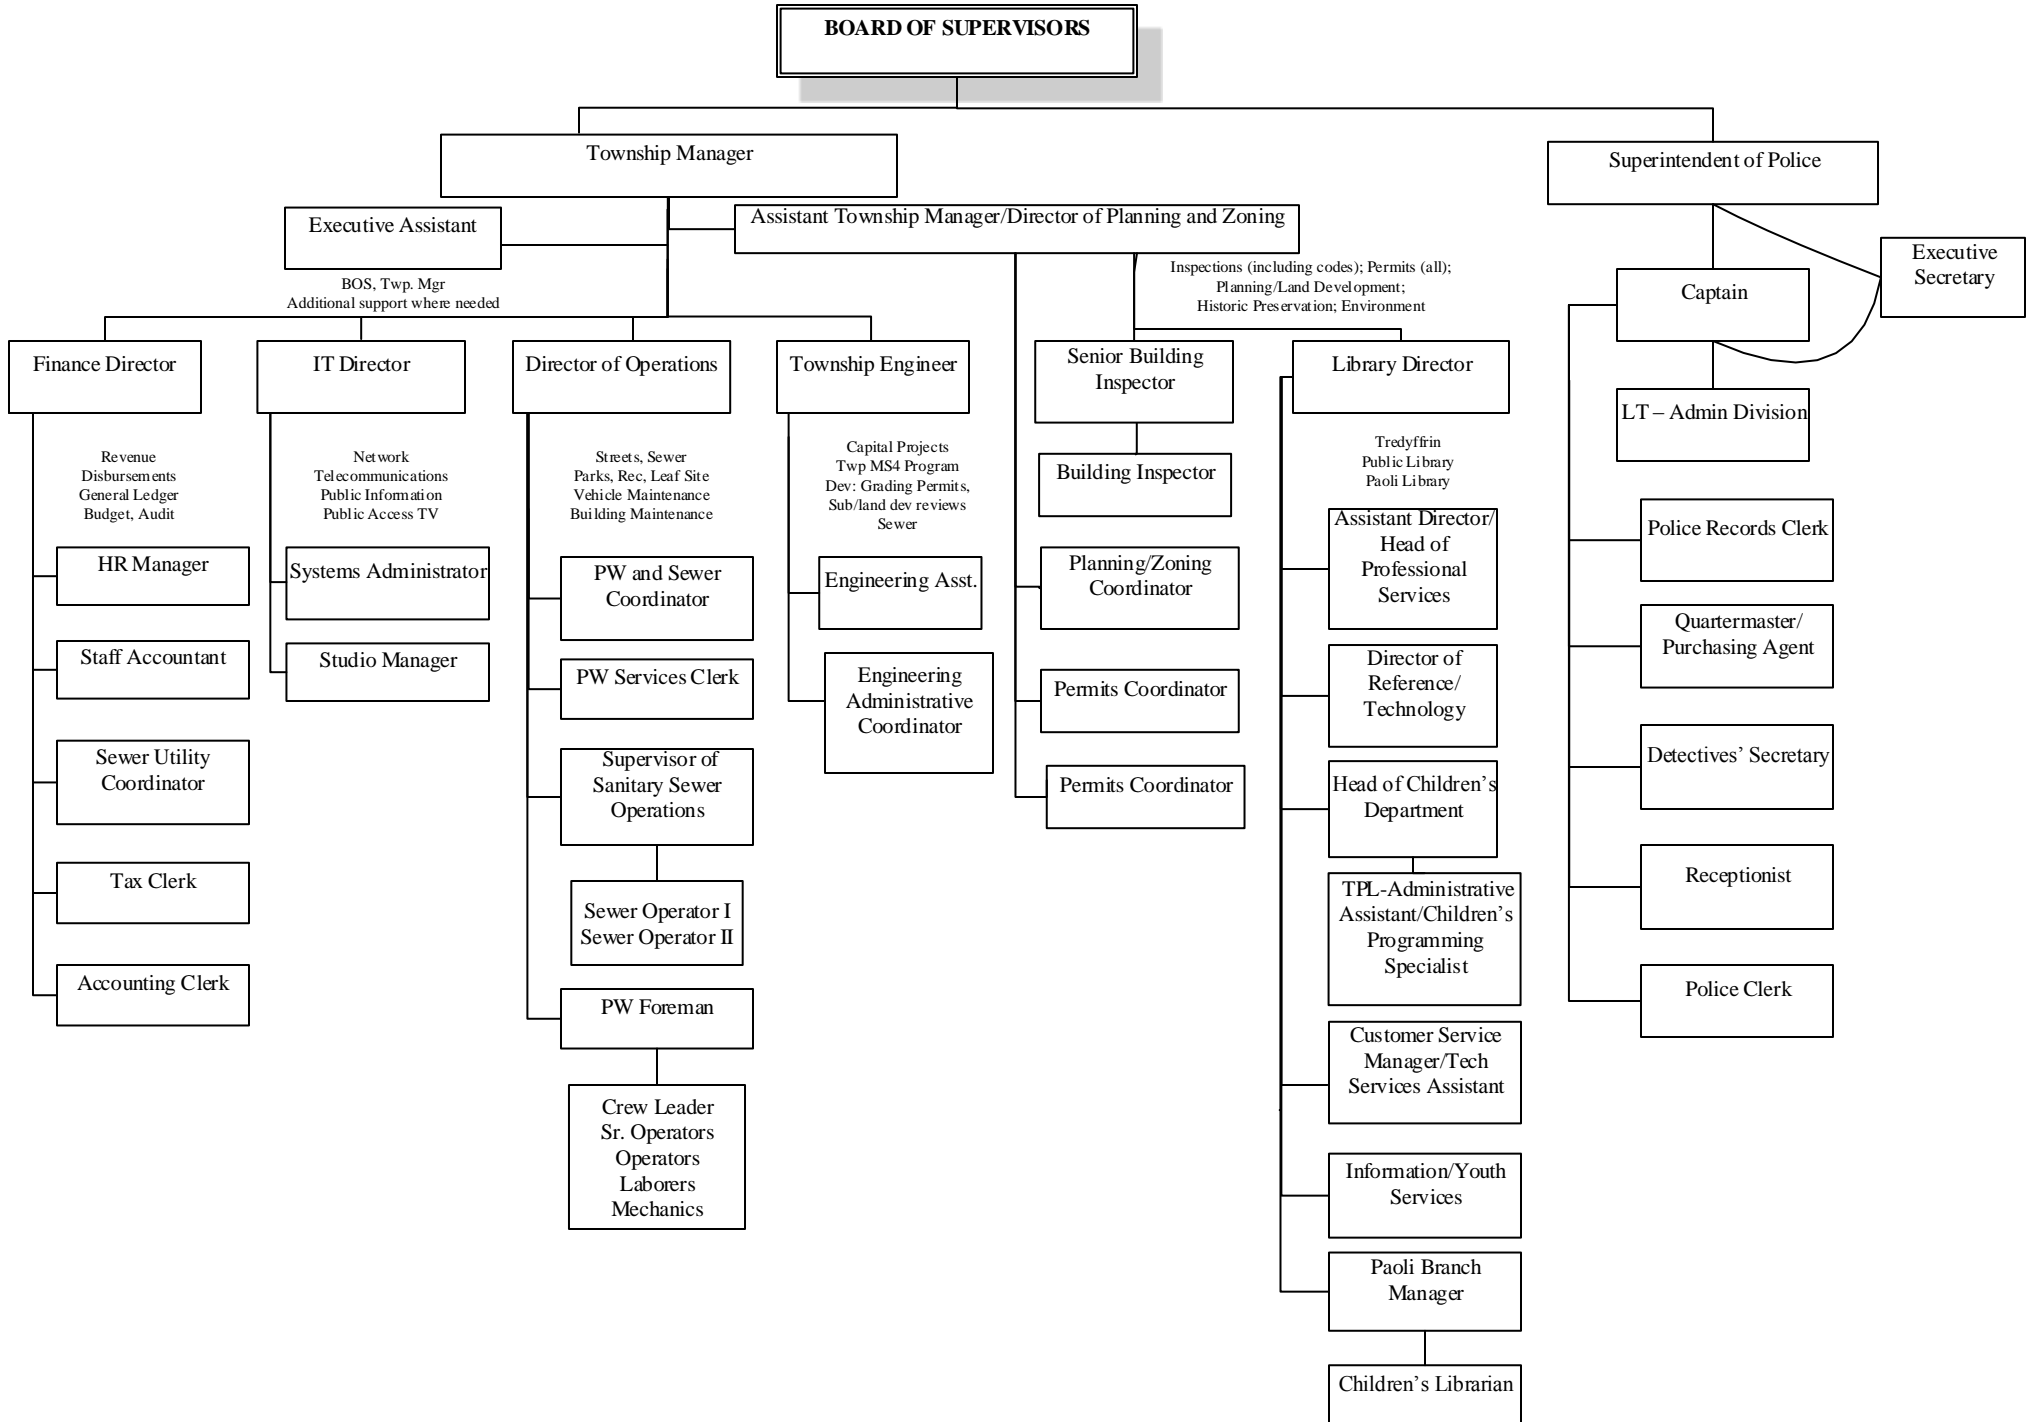 BOARD OF SUPERVISORS
Township Manager
Superintendent of Police
Executive Assistant
Assistant Township Manager/Director of Planning and Zoning
Executive
Secretary
BOS, Twp. Mgr
Additional support where needed
Inspections (including codes); Permits (all);
Planning/Land Development;
Historic Preservation; Environment
Captain
Finance Director
IT Director
Director of Operations
Township Engineer
Senior Building
Inspector
Library Director
LT – Admin Division
Revenue
Disbursements
General Ledger
Budget, Audit
Network
Telecommunications
Public Information
Public Access TV
Streets, Sewer
Parks, Rec, Leaf Site
Vehicle Maintenance
Building Maintenance
Capital Projects
Twp MS4 Program
Dev: Grading Permits,
Sub/land dev reviews
Sewer
Building Inspector
Tredyffrin
Public Library
Paoli Library
HR Manager
Staff Accountant
Sewer Utility
Coordinator
Tax Clerk
Accounting Clerk
Systems Administrator
Studio Manager
PW and Sewer
Coordinator
PW Services Clerk
Supervisor of
Sanitary Sewer
Operations
Sewer Operator I
Sewer Operator II
PW Foreman
Crew Leader
Sr. Operators
Operators
Laborers
Mechanics
Engineering Asst.
Engineering
Administrative
Coordinator
Planning/Zoning
Coordinator
Permits Coordinator
Permits Coordinator
Assistant Director/
Head of
Professional
Services
Director of
Reference/
Technology
Head of Children’s
Department
TPL-Administrative
Assistant/Children’s
Programming
Specialist
Customer Service
Manager/Tech
Services Assistant
Information/Youth
Services
Paoli Branch
Manager
Children’s Librarian
Police Records Clerk
Quartermaster/
Purchasing Agent
Detectives’ Secretary
Receptionist
Police Clerk